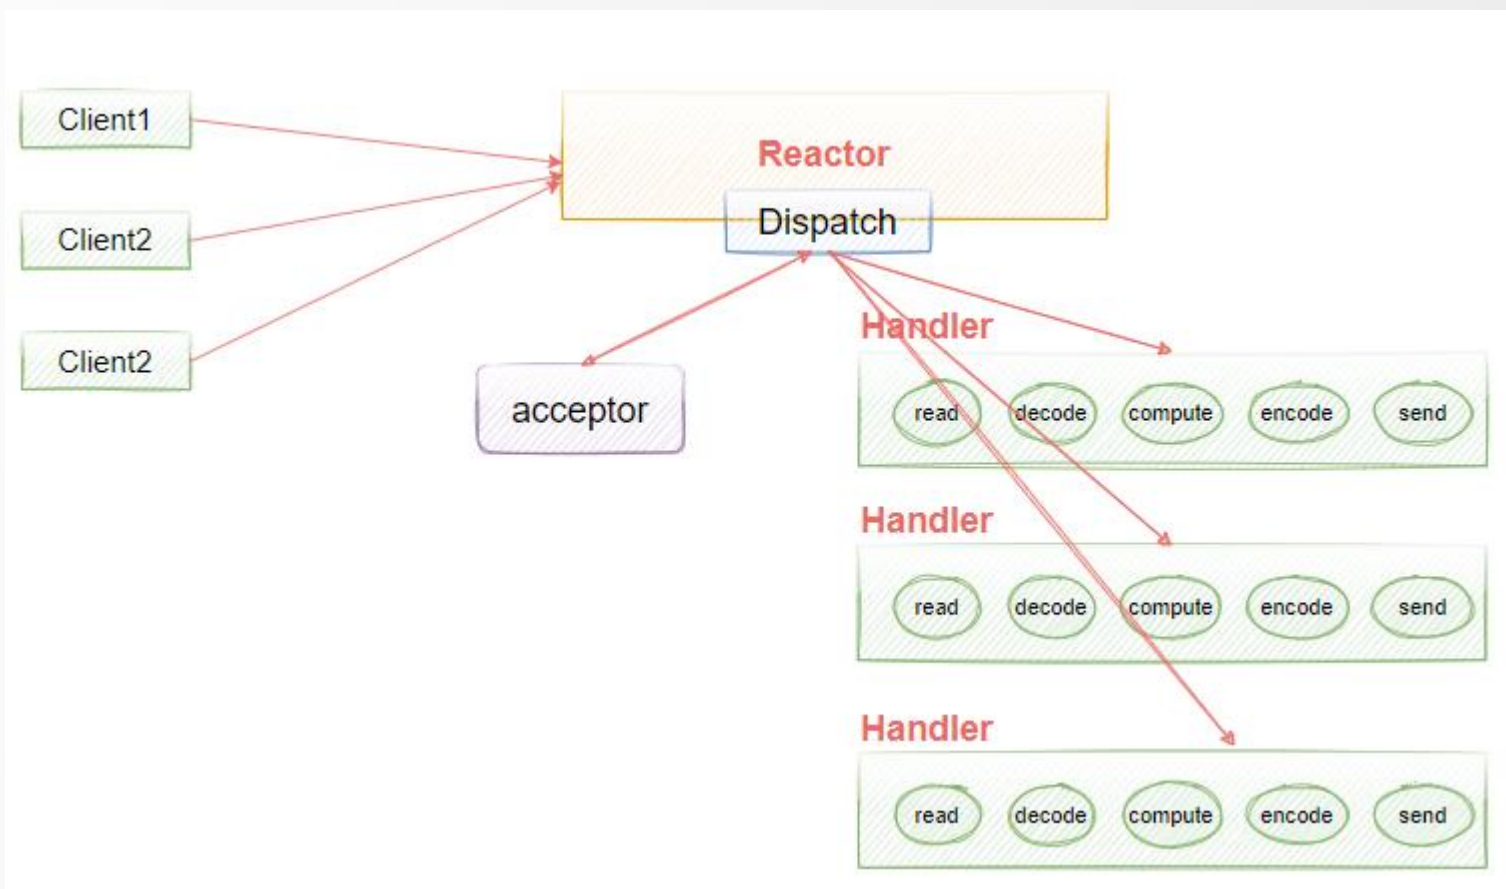 Client1
Client2
Client2
Reactor
Dispatch
acceptor
Handler
read decode compute encode send
Handler
read decode compute encode send
Handler
read decode compute encode send